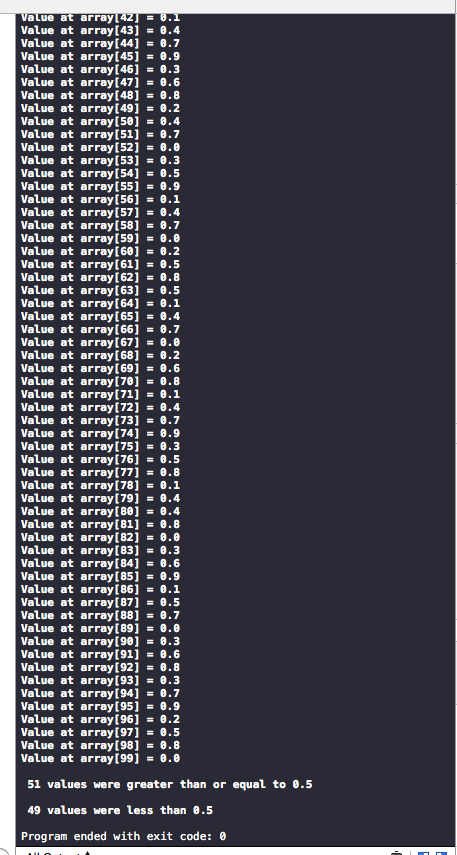 Value at array[42] = 0.1
Value at array[43] = 0.4
Value at array[44] = 0.7
Value at array[45] = 0.9
Value at array[46] = 0.3
Value at array[47] = 0.6
Value at array[48] = 0.8
Value at array[49] = 0.2
Value at array[50] = 0.4
Value at array[51] = 0.7
Value at array[52] = 0.0
Value at array[53] = 0.3
Value at array[54] = 0.5
Value at array[55] = 0.9
Value at array[56] = 0.1
Value at array[57] = 0.4
Value at array[58] = 0.7
Value at array[59] = 0.0
Value at array[60] = 0.2
Value at array[61] = 0.5
Value at array[62] = 0.8
Value at array[63] = 0.5
Value at array[64] = 0.1
Value at array[65] = 0.4
Value at array[66] = 0.7
Value at array[67] = 0.0
Value at array[68] = 0.2
Value at array[69] = 0.6
Value at array[70] = 0.8
Value at array[71] = 0.1
Value at array[72] = 0.4
Value at array[73] = 0.7
Value at array[74] = 0.9
Value at array[75] = 0.3
Value at array[76] = 0.5
Value at array[77] = 0.8
Value at array[78] = 0.1
Value at array[79] = 0.4
Value at array[80] = 0.4
Value at array[81] = 0.8
Value at array[82] = 0.0
Value at array[83] = 0.3
Value at array[84] = 0.6
Value at array[85] = 0.9
Value at array[86] = 0.1
Value at array[87] = 0.5
Value at array[88] = 0.7
Value at array[89] = 0.0
Value at array[90] = 0.3
Value at array[91] = 0.6
Value at array[92] = 0.8
Value at array[93] = 0.3
Value at array[94] = 0.7
Value at array[95] = 0.9
Value at array[96] = 0.2
Value at array[97] = 0.5
Value at array[98] = 0.8
Value at array[99] = 0.0
51 values were greater than or equal to 0.5
49 values were less than 0.5
Program ended with exit code: 0